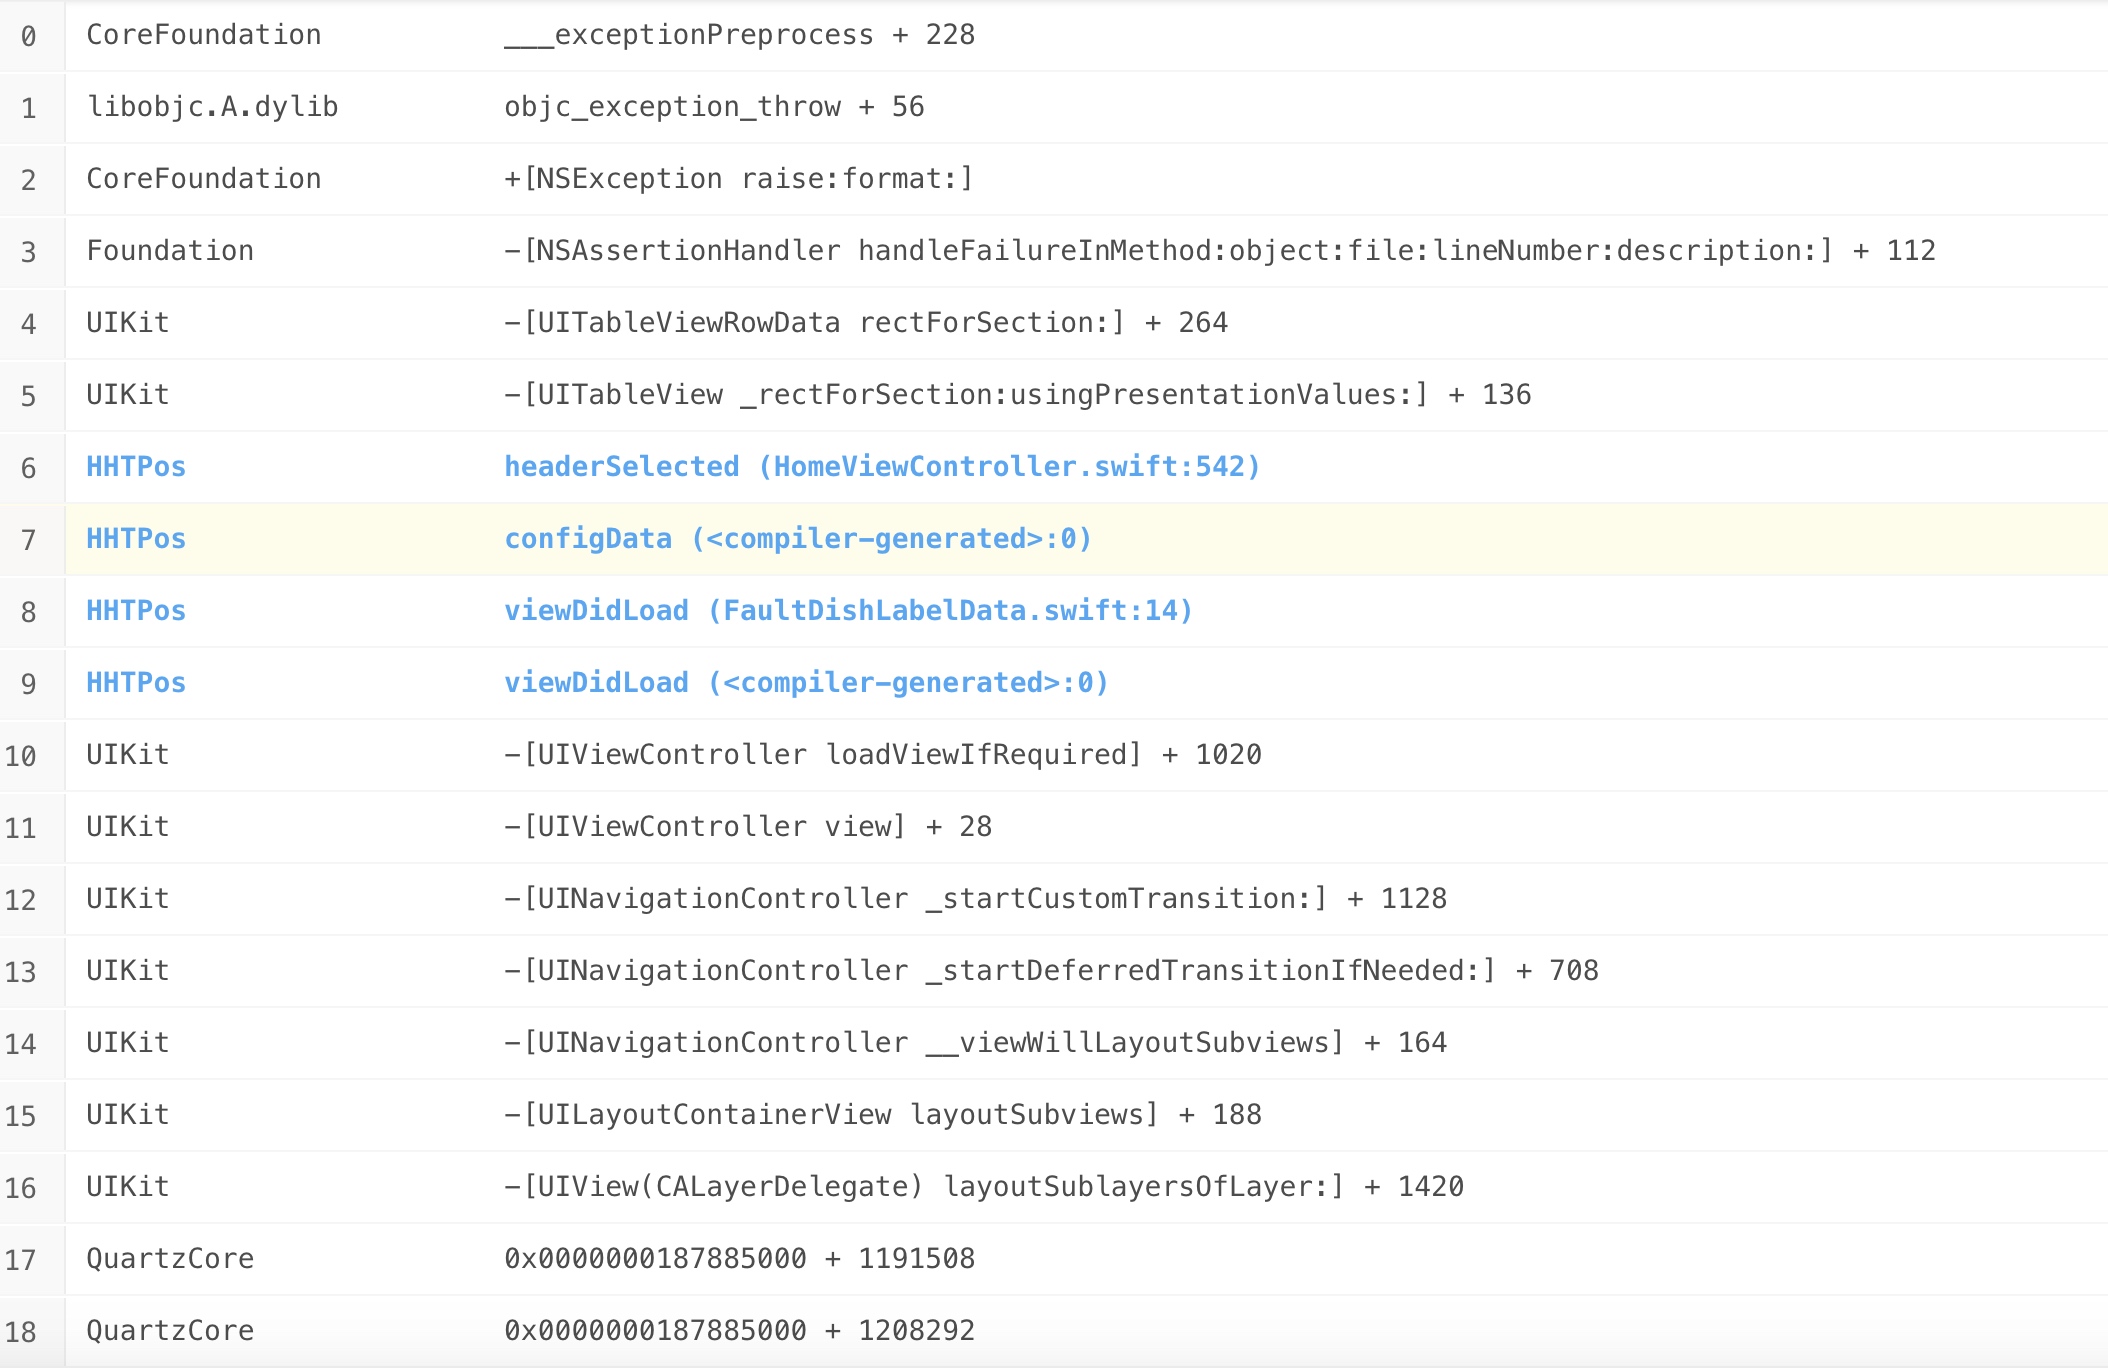 0 CoreFoundation ___exceptionPreprocess + 228
1 libobjc.A.dylib objc_exception_throw + 56
2 CoreFoundation +[NSException raise:format:]
3 Foundation -[NSAssertionHandler handleFailureInMethod:object:file:lineNumber:description:] + 112
4 UIKit -[UITableViewRowData rectForSection:] + 264
5 UIKit -[UITableView _rectForSection:usingPresentationValues:] + 136
6 HHTPos headerSelected (HomeViewController.swift:542)
7 HHTPos configData (<compiler-generated>:0)
8 HHTPos viewDidLoad (FaultDishLabelData.swift:14)
9 HHTPos viewDidLoad (<compiler-generated>:0)
10 UIKit -[UIViewController loadViewIfRequired] + 1020
11 UIKit -[UIViewController view] + 28
12 UIKit -[UINavigationController _startCustomTransition:] + 1128
13 UIKit -[UINavigationController _startDeferredTransitionIfNeeded:] + 708
14 UIKit -[UINavigationController __viewWillLayoutSubviews] + 164
15 UIKit -[UILayoutContainerView layoutSubviews] + 188
16 UIKit -[UIView(CALayerDelegate) layoutSublayersOfLayer:] + 1420
17 QuartzCore 0x0000000187885000 + 1191508
18 QuartzCore 0x0000000187885000 + 1208292